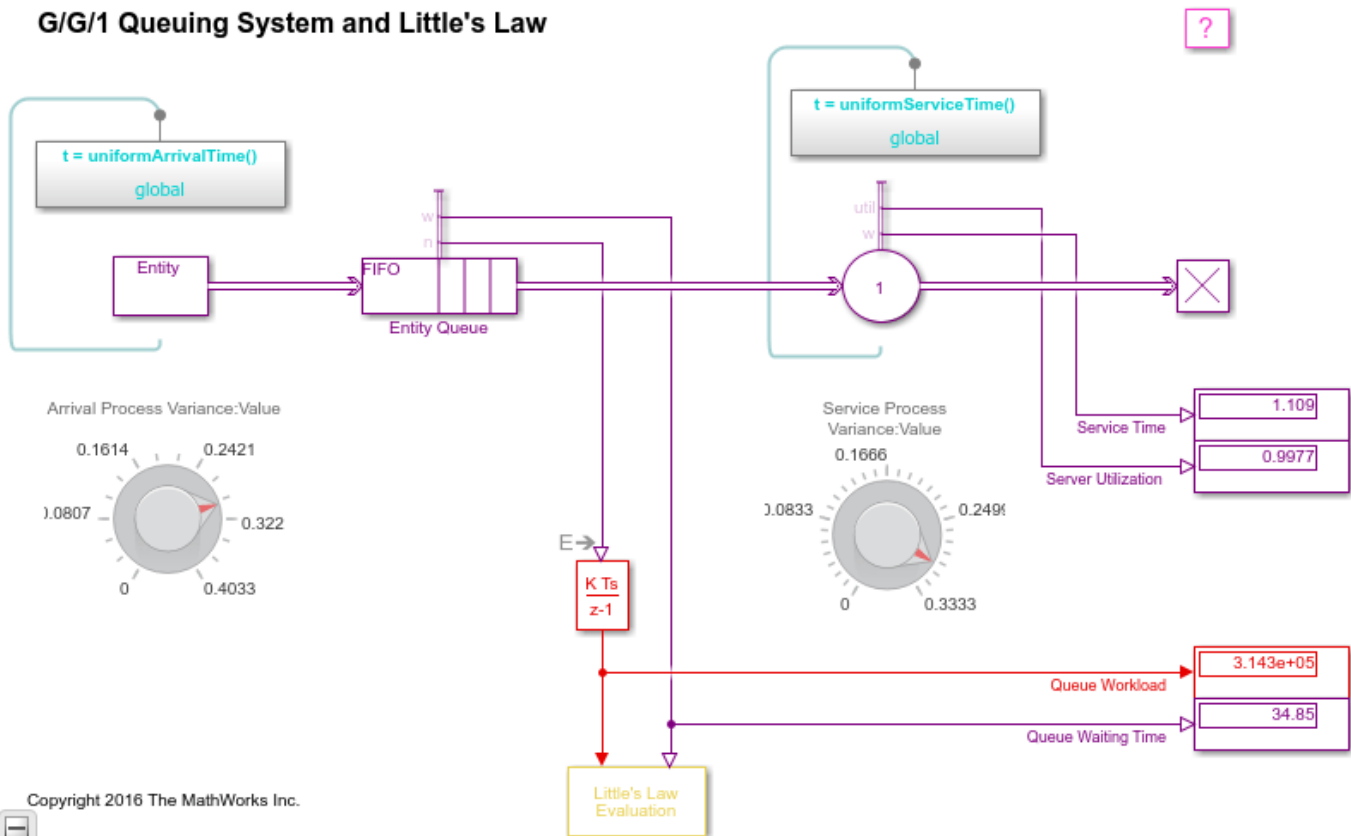 G/G/1 Queuing System and Little's Law
?
t = uniformArrivalTime()
global
t = uniformServiceTime()
global
w
n
util
w
Entity
FIFO
Entity Queue
1
Arrival Process Variance:Value
0.1614
0.2421
0.0807
0.322
0
0.4033
Service Process
Variance:Value
0.1666
0.0833
0.2499
0
0.3333
Service Time
1.109
Server Utilization
0.9977
E
K Ts
z-1
Queue Workload
3.143e+05
Queue Waiting Time
34.85
Little's Law
Evaluation
Copyright 2016 The MathWorks Inc.